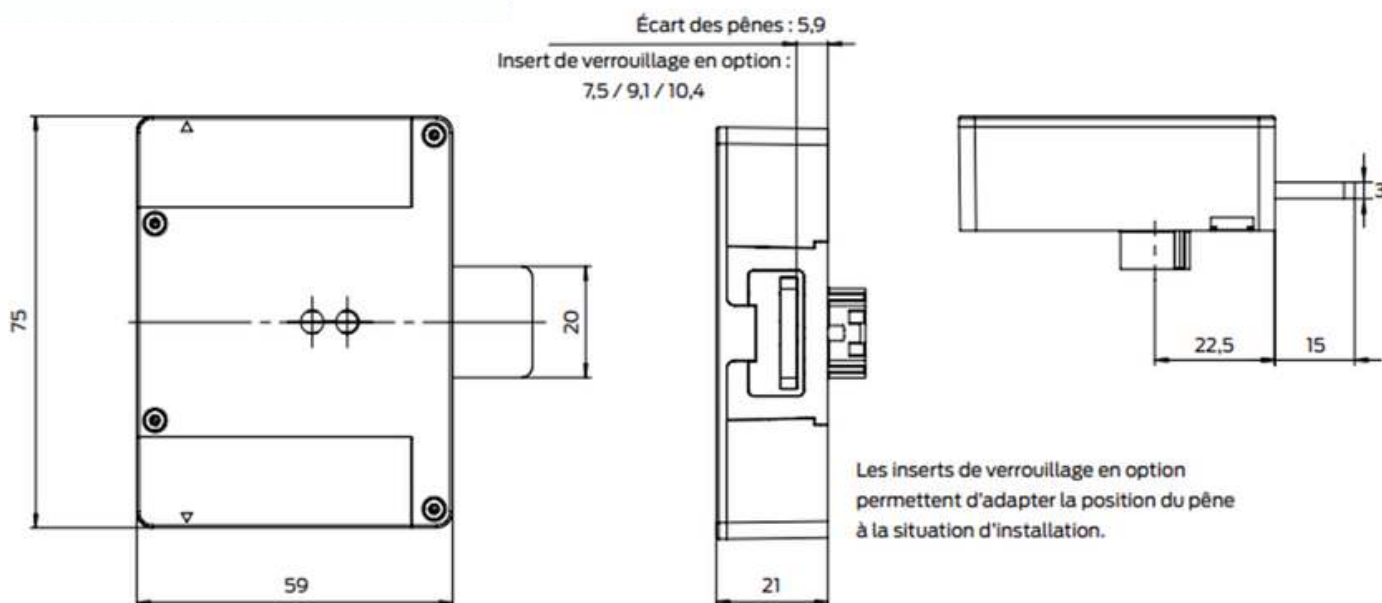 Écart des pênes : 5,9
Insert de verrouillage en option :
7,5 / 9,1 / 10,4
75
20
59
21
22,5
15
3
Les inserts de verrouillage en option
permettent d'adapter la position du pêne
à la situation d'installation.